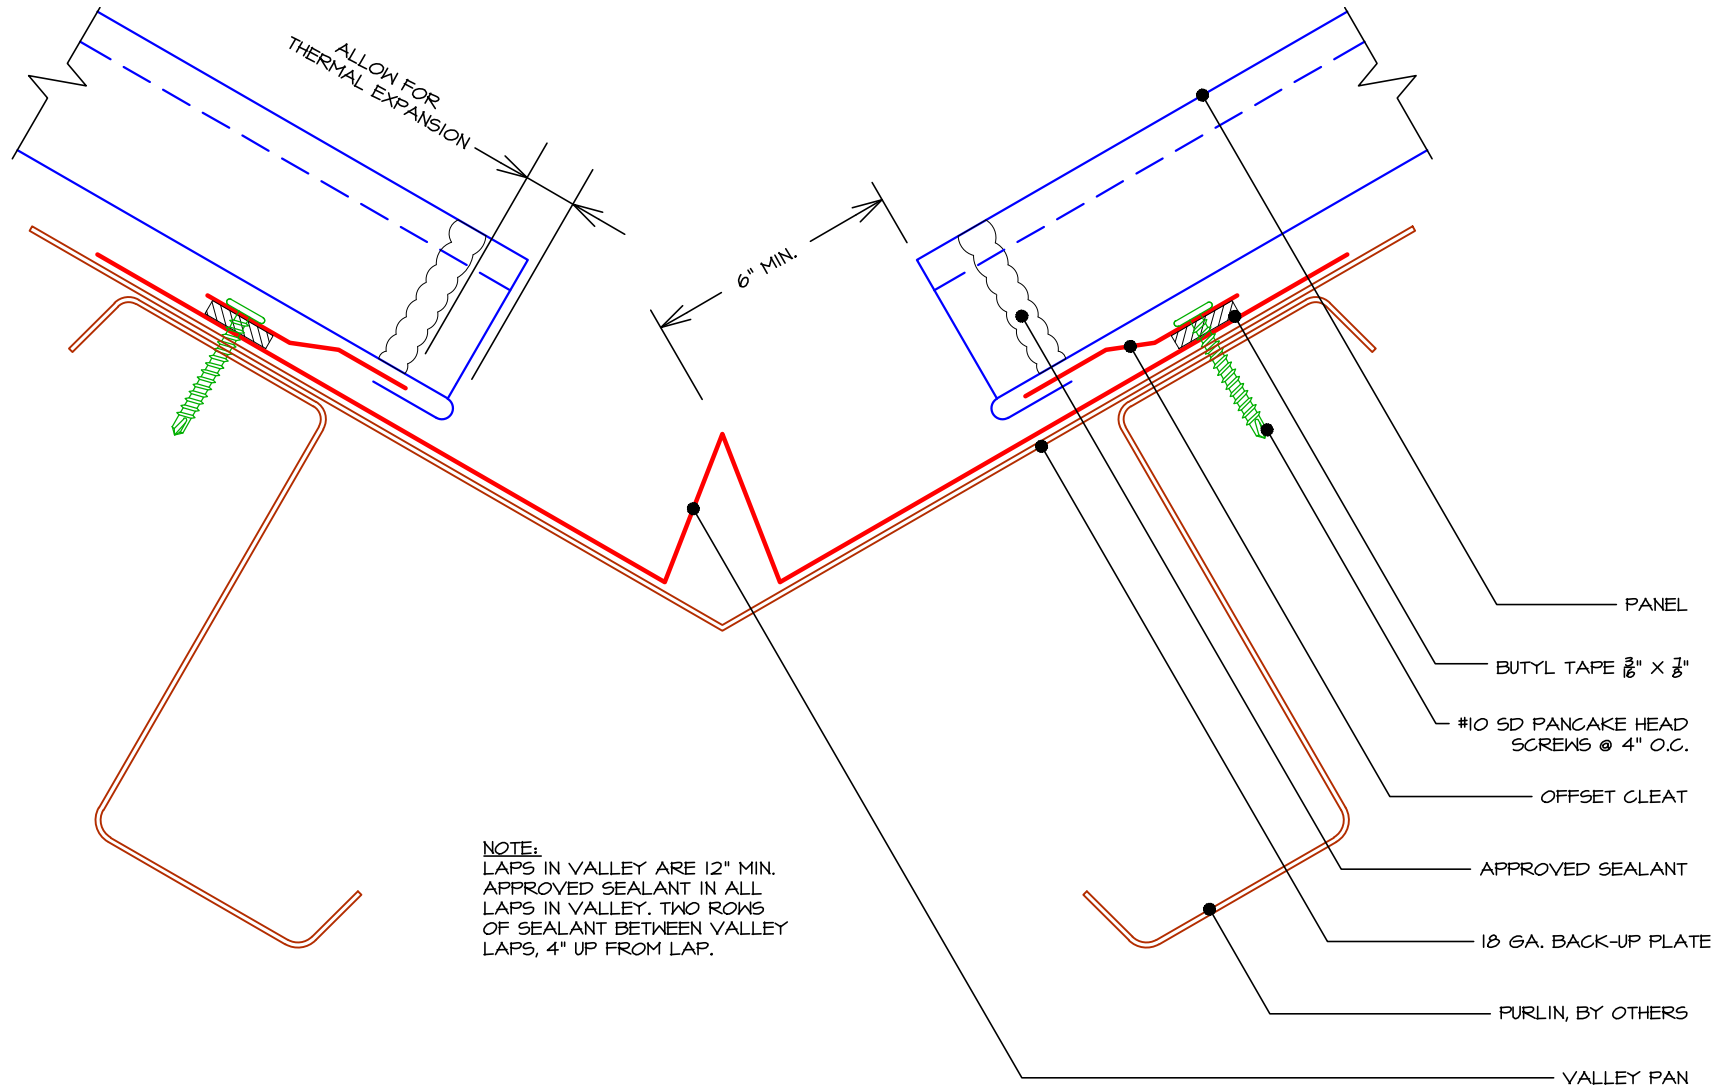 ALLOW FOR
THERMAL EXPANSION
6" MIN.
PANEL
BUTYL TAPE 3/16" X 7/8"
#10 SD PANCAKE HEAD
SCREWS @ 4" O.C.
OFFSET CLEAT
APPROVED SEALANT
18 GA. BACK-UP PLATE
PURLIN, BY OTHERS
VALLEY PAN
NOTE:
LAPS IN VALLEY ARE 12" MIN.
APPROVED SEALANT IN ALL
LAPS IN VALLEY. TWO ROWS
OF SEALANT BETWEEN VALLEY
LAPS, 4" UP FROM LAP.